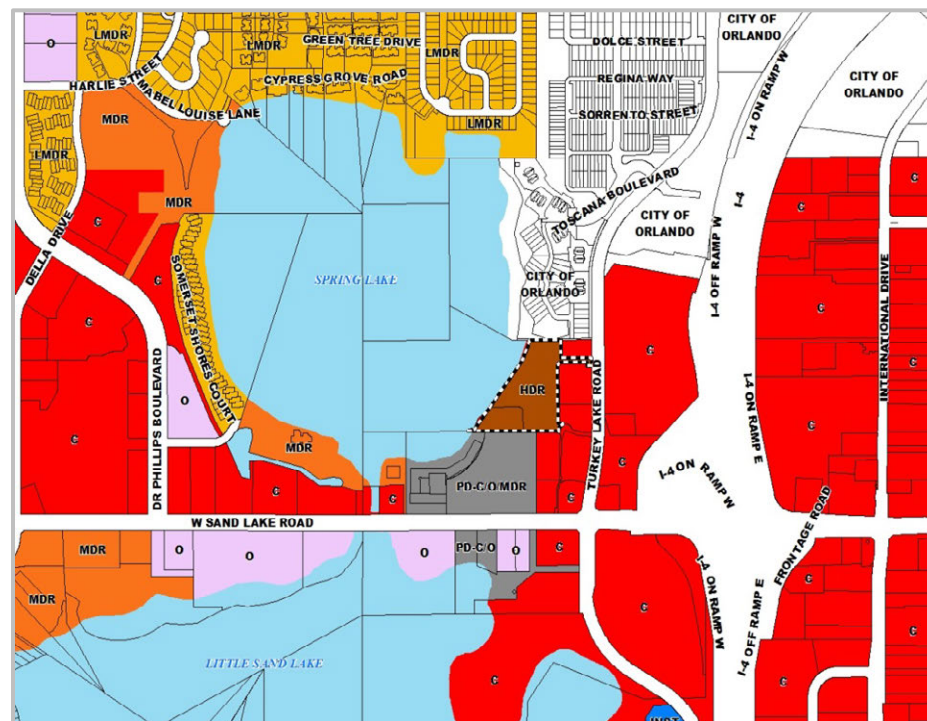 CITY OF
ORLANDO
O
LMDR
LMDR
GREEN TREE DRIVE
LMDR
DOLCE STREET
CITY OF
ORLANDO
HARLIE STREET
MABEL LOUISE LANE
CYPRESS GROVE ROAD
REGINA WAY
I-4 ON RAMP W
MDR
LMDR
SORRENTO STREET
LMDR
C
MDR
C
I-4
C
TOSCANA BOULEVARD
CITY OF
ORLANDO
DELLA DRIVE
SOMERSET SHORES COURT
SPRING LAKE
CITY OF
ORLANDO
I-4 OFF RAMP W
C
C
INTERNATIONAL DRIVE
C
DR PHILLIPS BOULEVARD
O
HDR
TURKEY LAKE ROAD
C
C
I-4 ON RAMP E
MDR
C
I-4 ON RAMP W
C
C
PD-C/O/MDR
C
C
W SAND LAKE ROAD
MDR
O
O
O
PD-C/O
O
C
I-4 ON RAMP W
FRONTAGE ROAD
C
C
I-4 OFF RAMP E
C
LITTLE SAND LAKE
C
C